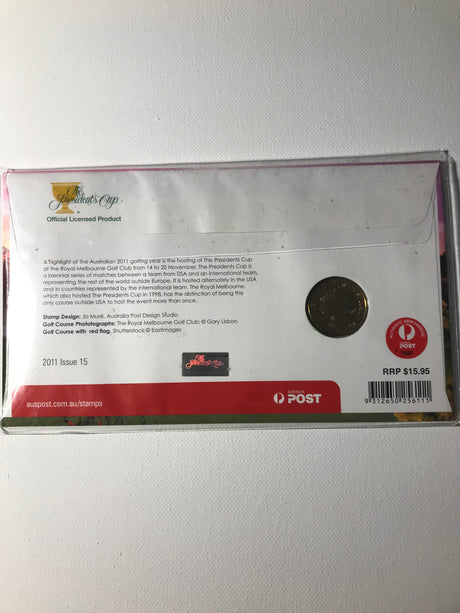 The
Presidents Cup
Official Licensed Product
A highlight of the Australian 2011 golfing year is the hosting of The Presidents Cup
at the Royal Melbourne Golf Club from 14 to 20 November. The Presidents Cup is
a biennial series of matches between a team from USA and an international team,
representing the rest of the world outside Europe. It is hosted alternately in the USA
and in countries represented by the international team. The Royal Melbourne,
which also hosted The Presidents Cup in 1998, has the distinction of being the
only course outside USA to host the event more than once.
Stamp Design: Jo Muré, Australia Post Design Studio
Golf Course Photographs: The Royal Melbourne Golf Club: © Gary Lisbon
Golf Course with red flag, Shutterstock:© Eastimages
2011 Issue 15
POST
RRP $15.95
auspost.com.au/stamps
AUSTRALIA
POST
9 312650 256111